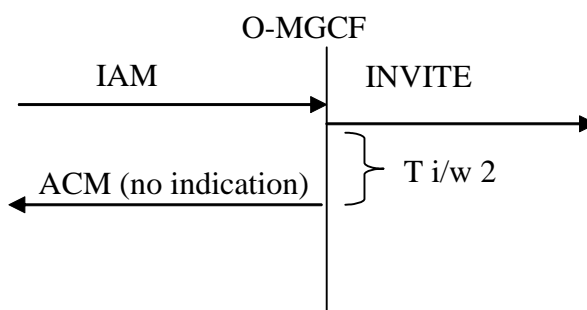 O-MGCF
IAM
INVITE
T i/w 2
ACM (no indication)